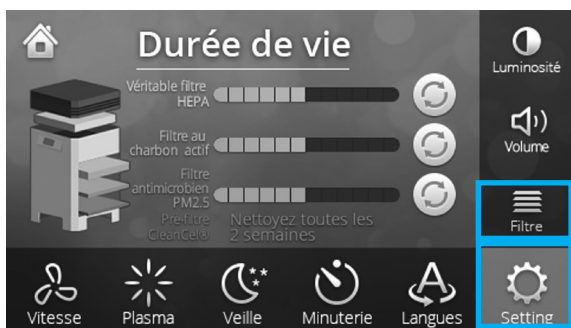 Durée de vie
Luminosité
Véritable filtre
HEPA
Volume
Filtre au
charbon actif
Filtre
antimicrobien
PM2.5
Pré-filtre
CleanCel®
Nettoyez toutes les
2 semaines
Filtre
Vitesse
Plasma
Veille
Minuterie
A
Langues
Setting